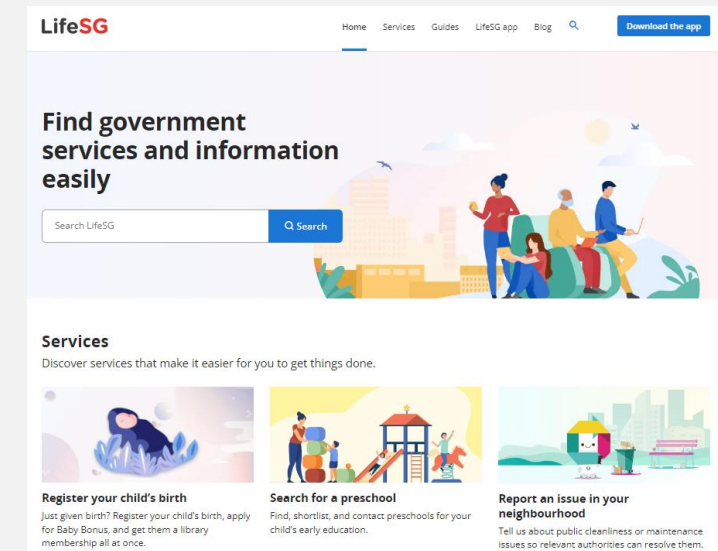 LifeSG
Home Services Guides LifeSG app Blog Download the app
Find government
services and information
easily
Search LifeSG Search
Services
Discover services that make it easier for you to get things done.
Register your child's birth
Just given birth? Register your child's birth, apply
for Baby Bonus, and get them a library
membership all at once.
Search for a preschool
Find, shortlist, and contact preschools for your
child's early education.
Report an issue in your
neighbourhood
Tell us about public cleanliness or maintenance
issues so relevant authorities can resolve them.